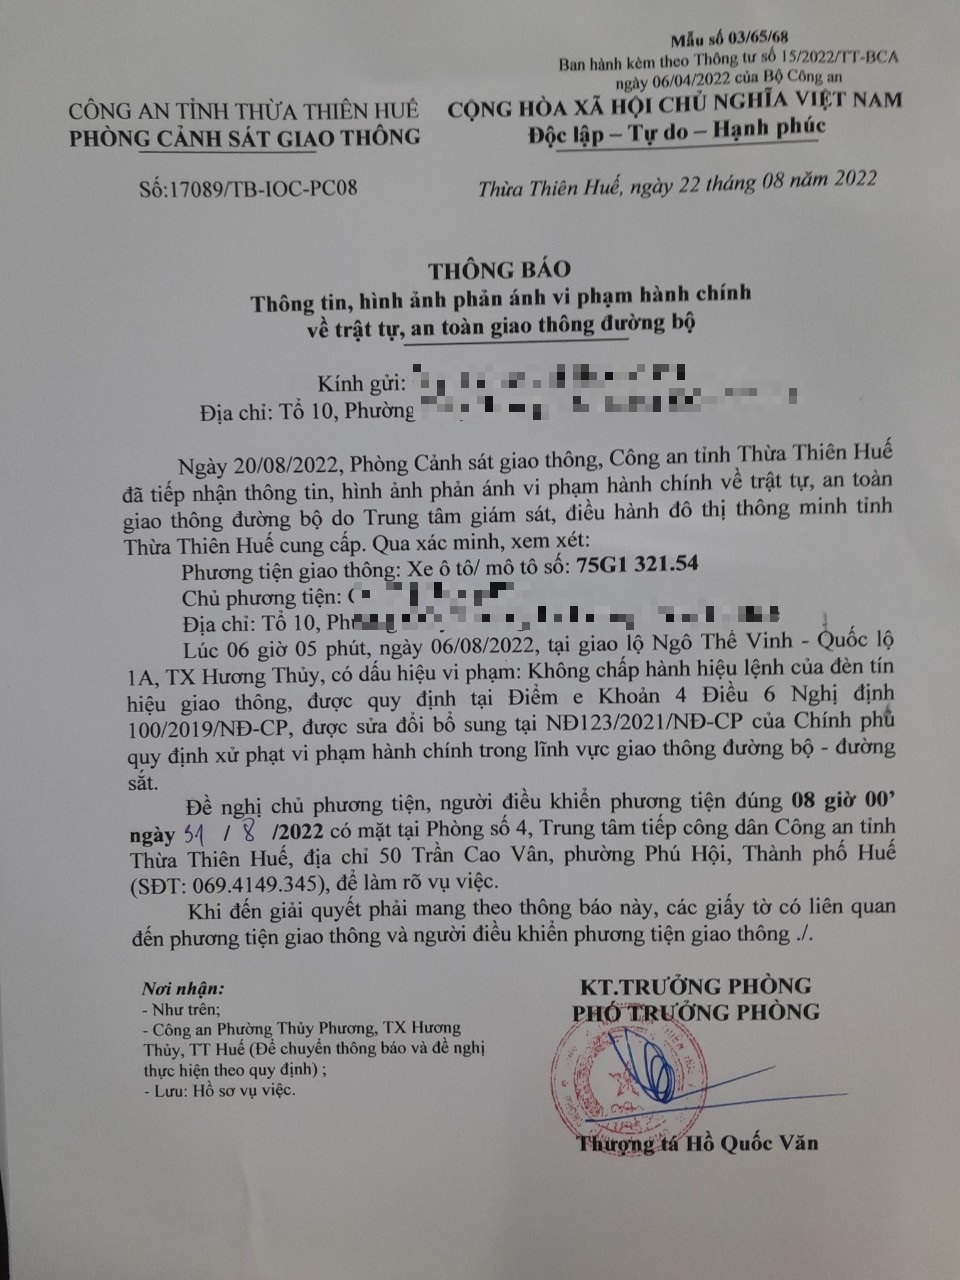 Mẫu số 03/65/68
Ban hành kèm theo Thông tư số 15/2022/TT-BCA
ngày 06/04/2022 của Bộ Công an
CÔNG AN TỈNH THỪA THIÊN HUẾ
PHÒNG CẢNH SÁT GIAO THÔNG
CỘNG HÒA XÃ HỘI CHỦ NGHĨA VIỆT NAM
Độc lập – Tự do – Hạnh phúc
Số:17089/TB-IOC-PC08
Thừa Thiên Huế, ngày 22 tháng 08 năm 2022
THÔNG BÁO
Thông tin, hình ảnh phản ánh vi phạm hành chính
về trật tự, an toàn giao thông đường bộ
Kính gửi:
Địa chỉ: Tổ 10, Phường
Ngày 20/08/2022, Phòng Cảnh sát giao thông, Công an tỉnh Thừa Thiên Huế
đã tiếp nhận thông tin, hình ảnh phản ánh vi phạm hành chính về trật tự, an toàn
giao thông đường bộ do Trung tâm giám sát, điều hành đô thị thông minh tỉnh
Thừa Thiên Huế cung cấp. Qua xác minh, xem xét:
Phương tiện giao thông: Xe ô tô/ mô tô số: 75G1 321.54
Chủ phương tiện:
Địa chỉ: Tổ 10,
Lúc 06 giờ 05 phút, ngày 06/08/2022, tại giao lộ Ngô Thế Vinh - Quốc lộ
1A, TX Hương Thủy, có dấu hiệu vi phạm: Không chấp hành hiệu lệnh của đèn tín
hiệu giao thông, được quy định tại Điểm e Khoản 4 Điều 6 Nghị định
100/2019/NĐ-CP, được sửa đổi bổ sung tại NĐ123/2021/NĐ-CP của Chính phủ
quy định xử phạt vi phạm hành chính trong lĩnh vực giao thông đường bộ - đường
sắt.
Đề nghị chủ phương tiện, người điều khiển phương tiện đúng 08 giờ 00’
ngày 31 / 8 /2022 có mặt tại Phòng số 4, Trung tâm tiếp công dân Công an tỉnh
Thừa Thiên Huế, địa chỉ 50 Trần Cao Vân, phường Phú Hội, Thành phố Huế
(SĐT: 069.4149.345), để làm rõ vụ việc.
Khi đến giải quyết phải mang theo thông báo này, các giấy tờ có liên quan
đến phương tiện giao thông và người điều khiển phương tiện giao thông ./.
Nơi nhận:
- Như trên;
- Công an Phường Thủy Phương, TX Hương
Thủy, TT Huế (Để chuyển thông báo và đề nghị
thực hiện theo quy định) ;
- Lưu: Hồ sơ vụ việc.
KT.TRƯỞNG PHÒNG
PHÓ TRƯỞNG PHÒNG
Thượng tá Hồ Quốc Văn